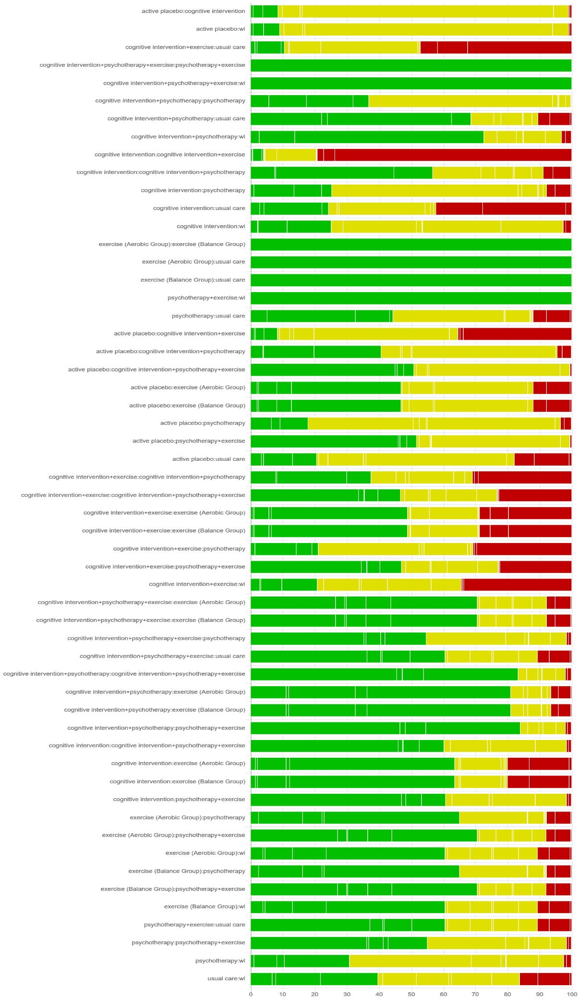 active placebo:cognitive intervention
active placebo:wl
cognitive intervention+exercise:usual care
cognitive intervention+psychotherapy+exercise:psychotherapy+exercise
cognitive intervention+psychotherapy+exercise:wl
cognitive intervention+psychotherapy:psychotherapy
cognitive intervention+psychotherapy:usual care
cognitive intervention+psychotherapy:wl
cognitive intervention:cognitive intervention+exercise
cognitive intervention:cognitive intervention+psychotherapy
cognitive intervention:psychotherapy
cognitive intervention:usual care
cognitive intervention:wl
exercise (Aerobic Group):exercise (Balance Group)
exercise (Aerobic Group):usual care
exercise (Balance Group):usual care
psychotherapy+exercise:wl
psychotherapy:usual care
active placebo:cognitive intervention+exercise
active placebo:cognitive intervention+psychotherapy
active placebo:cognitive intervention+psychotherapy+exercise
active placebo:exercise (Aerobic Group)
active placebo:exercise (Balance Group)
active placebo:psychotherapy
active placebo:psychotherapy+exercise
active placebo:usual care
cognitive intervention+exercise:cognitive intervention+psychotherapy
cognitive intervention+exercise:cognitive intervention+psychotherapy+exercise
cognitive intervention+exercise:exercise (Aerobic Group)
cognitive intervention+exercise:exercise (Balance Group)
cognitive intervention+exercise:psychotherapy
cognitive intervention+exercise:psychotherapy+exercise
cognitive intervention+exercise:wl
cognitive intervention+psychotherapy+exercise:exercise (Aerobic Group)
cognitive intervention+psychotherapy+exercise:exercise (Balance Group)
cognitive intervention+psychotherapy+exercise:psychotherapy
cognitive intervention+psychotherapy+exercise:usual care
cognitive intervention+psychotherapy:cognitive intervention+psychotherapy+exercise
cognitive intervention+psychotherapy:exercise (Aerobic Group)
cognitive intervention+psychotherapy:exercise (Balance Group)
cognitive intervention+psychotherapy:psychotherapy+exercise
cognitive intervention:cognitive intervention+psychotherapy+exercise
cognitive intervention:exercise (Aerobic Group)
cognitive intervention:exercise (Balance Group)
cognitive intervention:psychotherapy+exercise
exercise (Aerobic Group):psychotherapy
exercise (Aerobic Group):psychotherapy+exercise
exercise (Aerobic Group):wl
exercise (Balance Group):psychotherapy
exercise (Balance Group):psychotherapy+exercise
exercise (Balance Group):wl
psychotherapy+exercise:usual care
psychotherapy:psychotherapy+exercise
psychotherapy:wl
usual care:wl
0 10 20 30 40 50 60 70 80 90 100